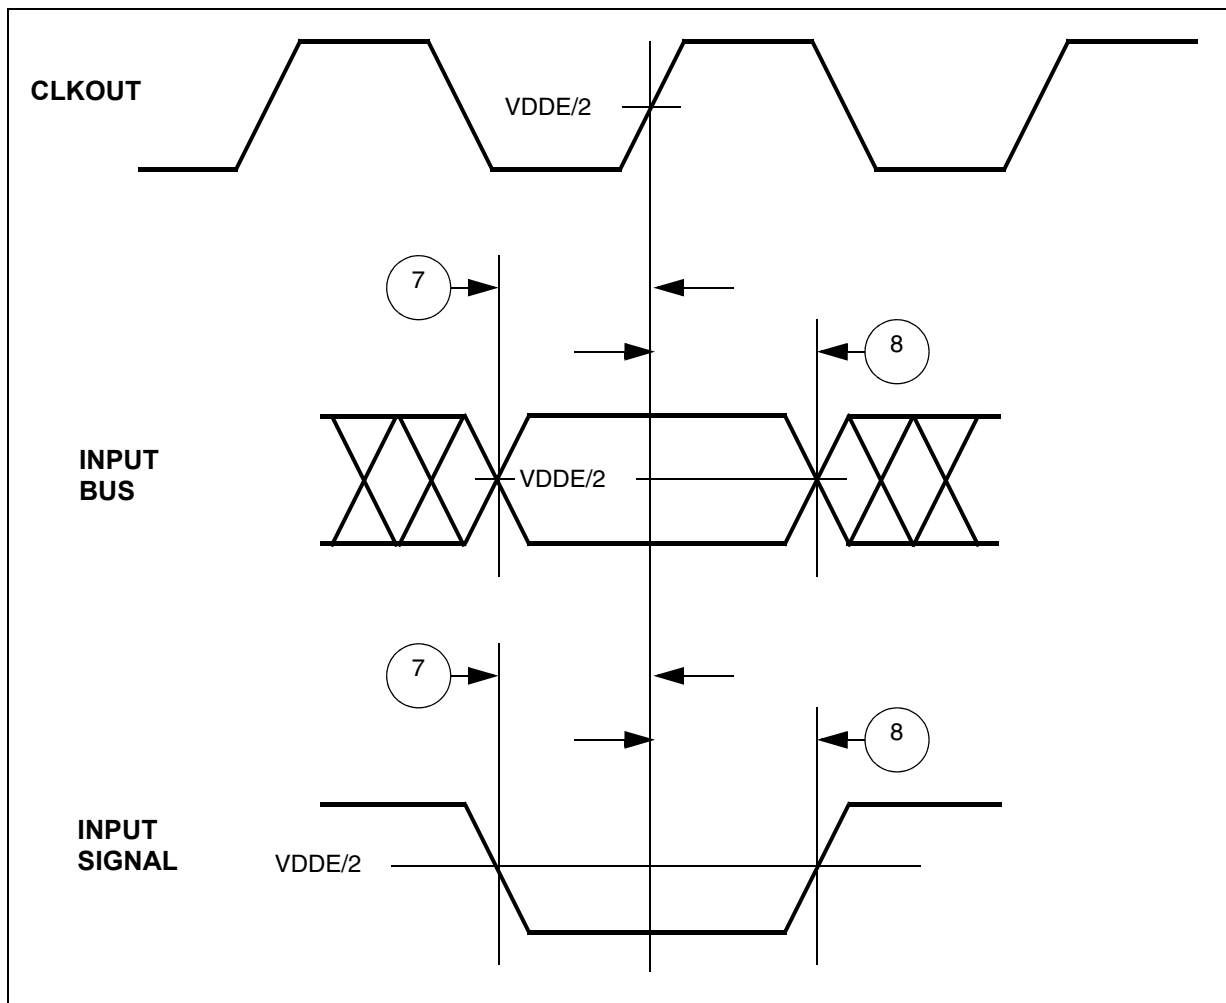 CLKOUT
VDDE/2
7
8
INPUT
BUS
VDDE/2
7
8
INPUT
SIGNAL
VDDE/2